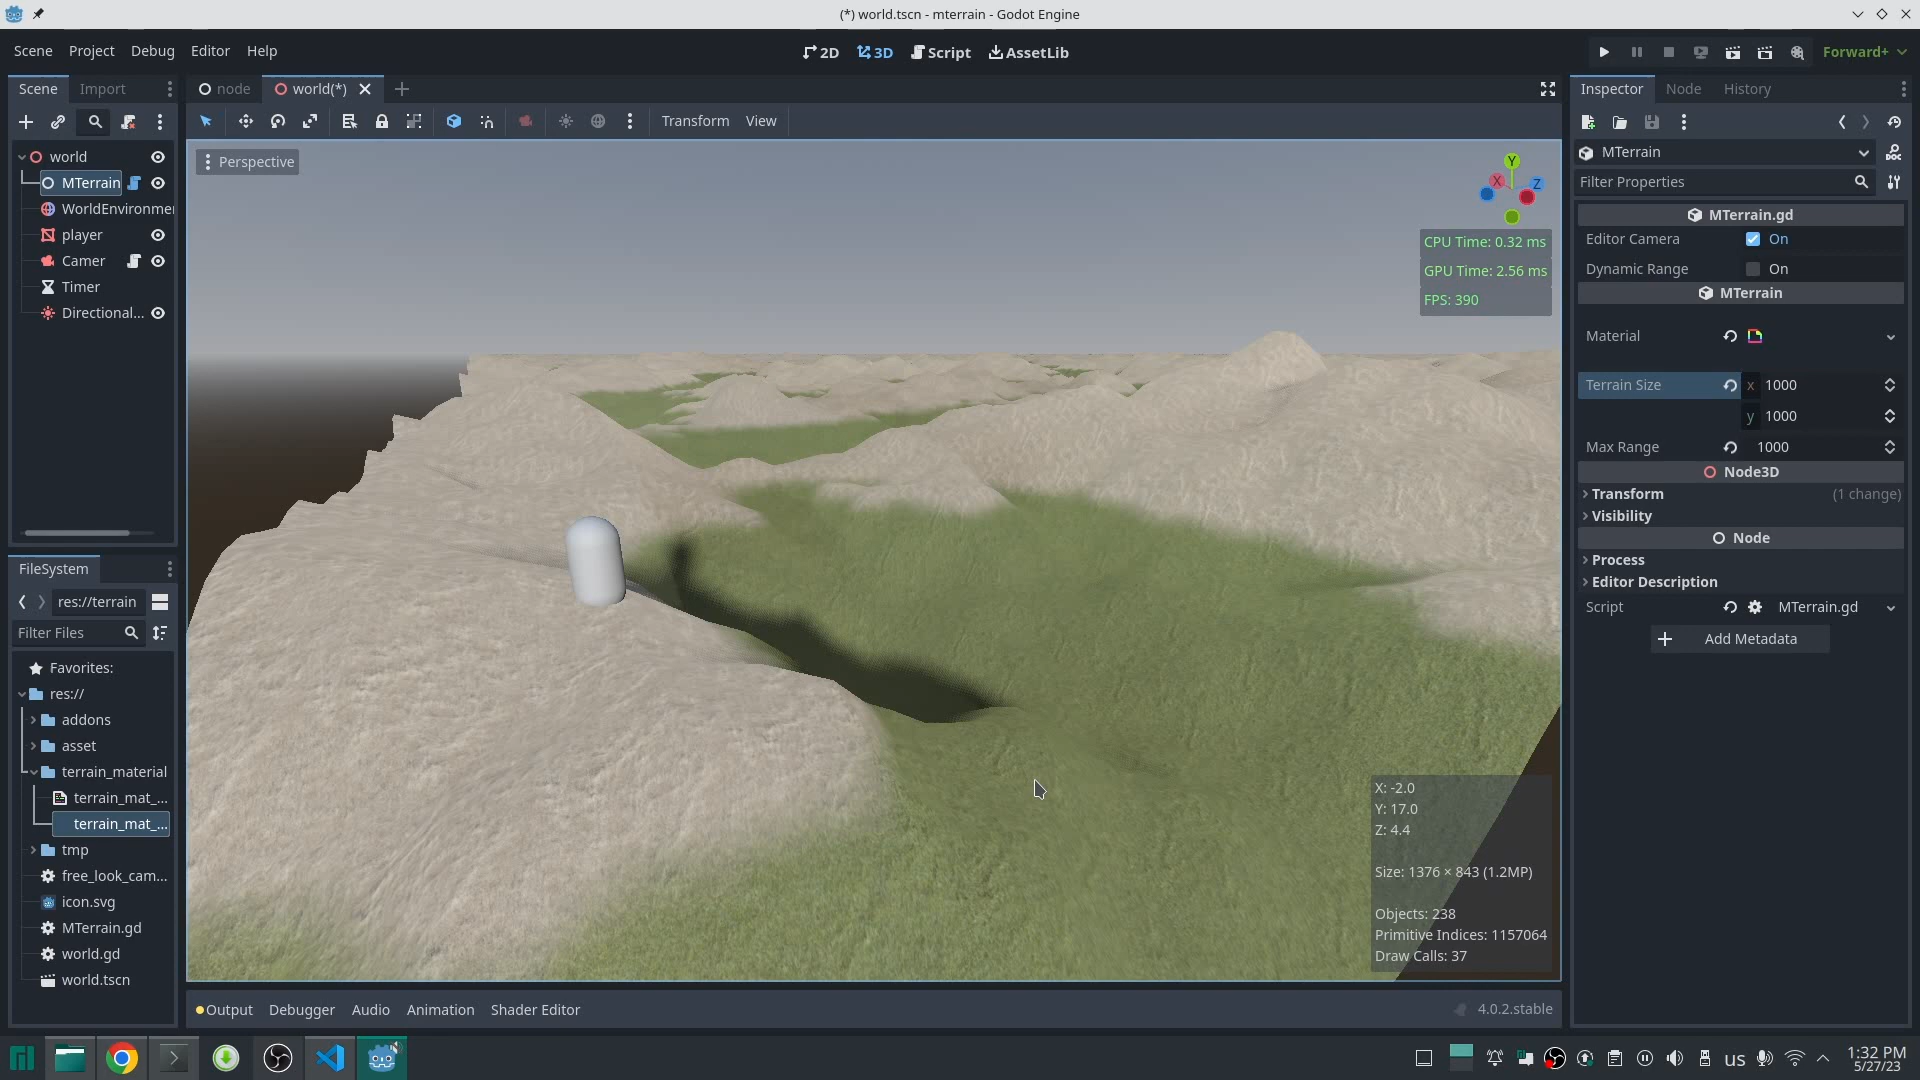 (*) world.tscn - mterrain - Godot Engine
Scene Project Debug Editor Help
2D 3D Script AssetLib
Forward+
Scene Import
node world(*)
Inspector Node History
Transform View
world
MTerrain
WorldEnvironme
player
Camer
Timer
Directional...
Perspective
Y
X Z
CPU Time: 0.32 ms
GPU Time: 2.56 ms
FPS: 390
X: -2.0
Y: 17.0
Z: 4.4
Size: 1376 × 843 (1.2MP)
Objects: 238
Primitive Indices: 1157064
Draw Calls: 37
MTerrain
DOC
Filter Properties
MTerrain.gd
Editor Camera On
Dynamic Range On
MTerrain
Material
Terrain Size x 1000
y 1000
Max Range 1000
Node3D
Transform (1 change)
Visibility
Node
Process
Editor Description
Script MTerrain.gd
Add Metadata
FileSystem
res://terrain
Filter Files
Favorites:
res://
addons
asset
terrain_material
terrain_mat_...
terrain_mat_...
tmp
free_look_cam...
icon.svg
MTerrain.gd
world.gd
world.tscn
Output Debugger Audio Animation Shader Editor
4.0.2.stable
us
1:32 PM
5/27/23